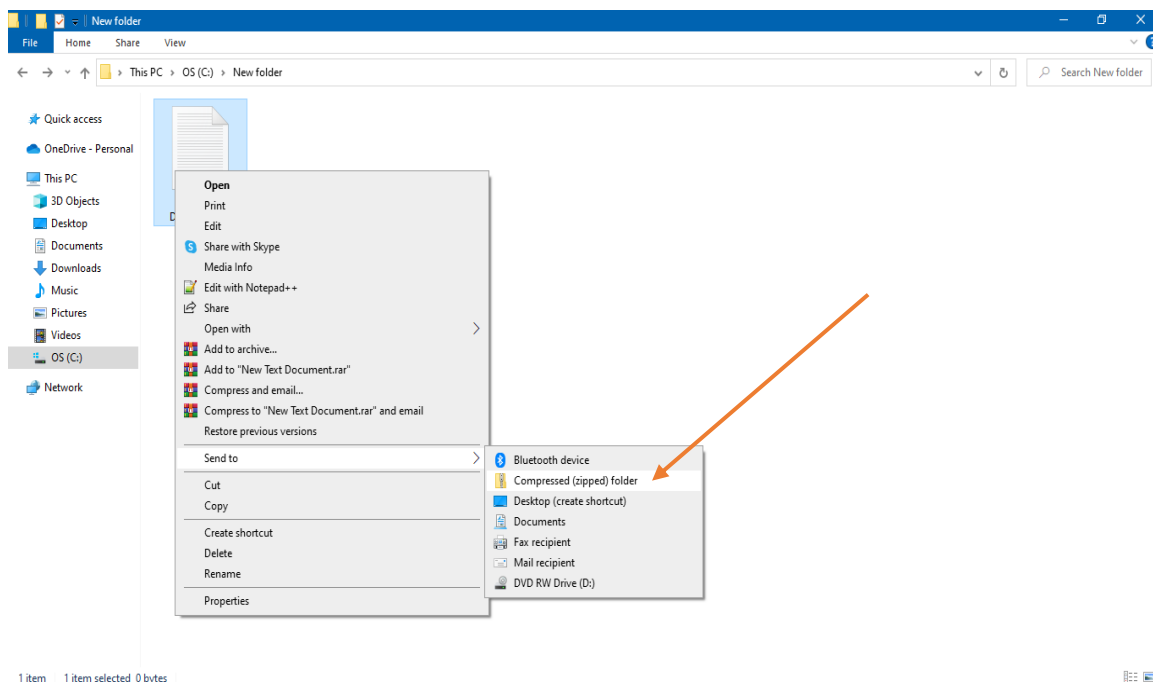 New folder
File Home Share View
This PC > OS (C:) > New folder
Search New folder
Quick access
OneDrive - Personal
This PC
3D Objects
Desktop
Documents
Downloads
Music
Pictures
Videos
OS (C:)
Network
D
Open
Print
Edit
Share with Skype
Media Info
Edit with Notepad++
Share
Open with
Add to archive...
Add to "New Text Document.rar"
Compress and email...
Compress to "New Text Document.rar" and email
Restore previous versions
Send to
Cut
Copy
Create shortcut
Delete
Rename
Properties
Bluetooth device
Compressed (zipped) folder
Desktop (create shortcut)
Documents
Fax recipient
Mail recipient
DVD RW Drive (D:)
1 item 1 item selected 0 bytes